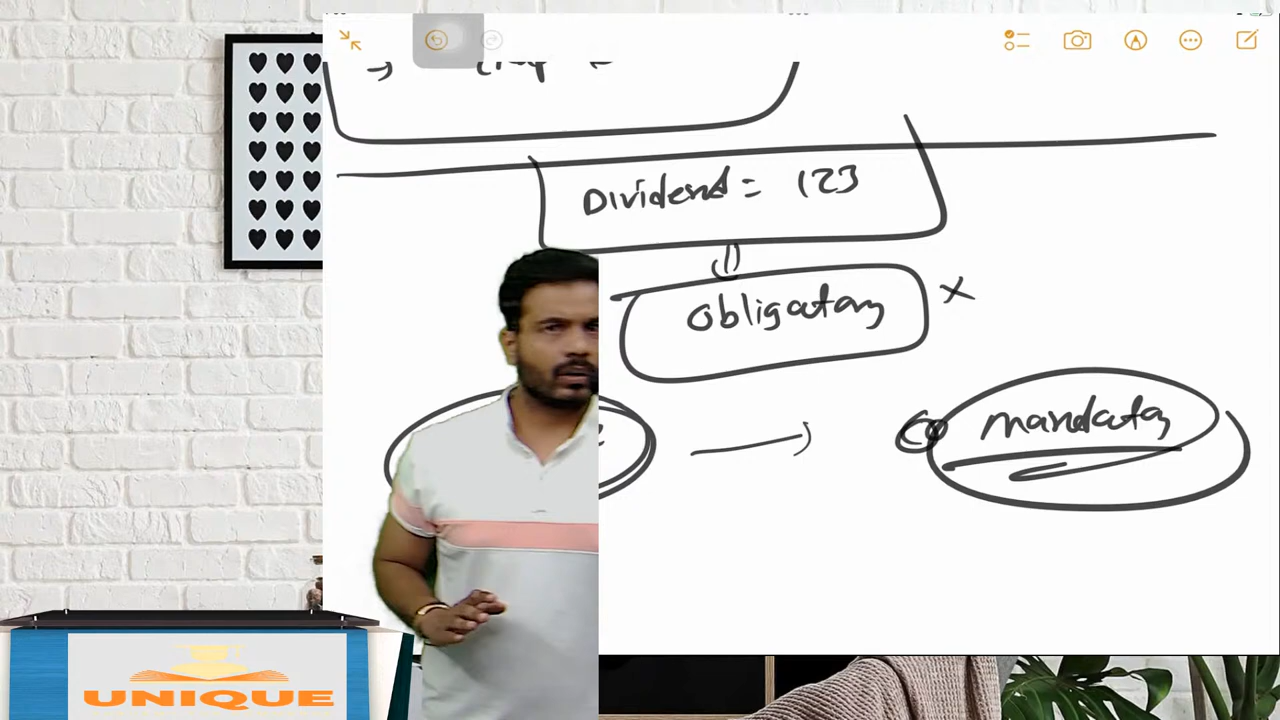 Dividend = 123
obligatory ×
mandatory
UNIQUE